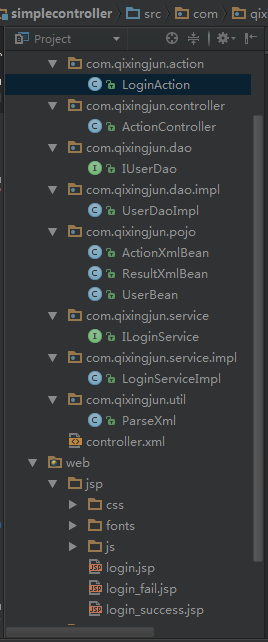 simplecontroller src com qix
Project
com.qixingjun.action
LoginAction
com.qixingjun.controller
ActionController
com.qixingjun.dao
IUserDao
com.qixingjun.dao.impl
UserDaoImpl
com.qixingjun.pojo
ActionXmlBean
ResultXmlBean
UserBean
com.qixingjun.service
ILoginService
com.qixingjun.service.impl
LoginServiceImpl
com.qixingjun.util
ParseXml
controller.xml
web
jsp
css
fonts
js
login.jsp
login_fail.jsp
login_success.jsp